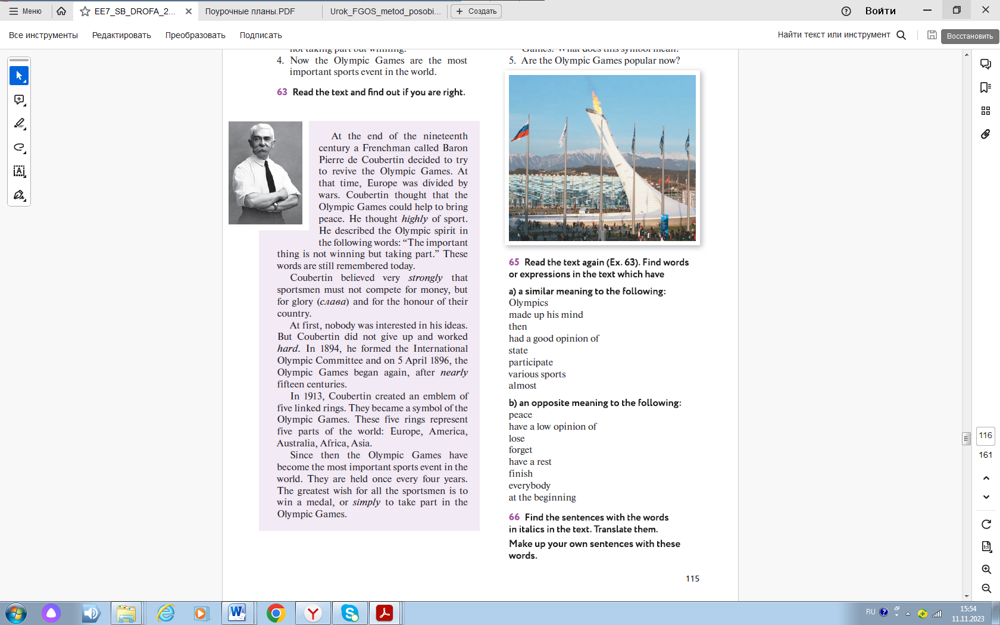 Меню
EE7_SB_DROFA_2...
Поурочные планы.PDF
Urok_FGOS_metod_posobi...
+ Создать
Войти
Все инструменты
Редактировать
Преобразовать
Подписать
Найти текст или инструмент
Восстановить
not taking part but winning.
4. Now the Olympic Games are the most
important sports event in the world.
63 Read the text and find out if you are right.
At the end of the nineteenth
century a Frenchman called Baron
Pierre de Coubertin decided to try
to revive the Olympic Games. At
that time, Europe was divided by
wars. Coubertin thought that the
Olympic Games could help to bring
peace. He thought highly of sport.
He described the Olympic spirit in
the following words: “The important
thing is not winning but taking part.” These
words are still remembered today.
Coubertin believed very strongly that
sportsmen must not compete for money, but
for glory (слава) and for the honour of their
country.
At first, nobody was interested in his ideas.
But Coubertin did not give up and worked
hard. In 1894, he formed the International
Olympic Committee and on 5 April 1896, the
Olympic Games began again, after nearly
fifteen centuries.
In 1913, Coubertin created an emblem of
five linked rings. They became a symbol of the
Olympic Games. These five rings represent
five parts of the world: Europe, America,
Australia, Africa, Asia.
Since then the Olympic Games have
become the most important sports event in the
world. They are held once every four years.
The greatest wish for all the sportsmen is to
win a medal, or simply to take part in the
Olympic Games.
Games? What does this symbol mean?
5. Are the Olympic Games popular now?
65 Read the text again (Ex. 63). Find words
or expressions in the text which have
a) a similar meaning to the following:
Olympics
made up his mind
then
had a good opinion of
state
participate
various sports
almost
b) an opposite meaning to the following:
peace
have a low opinion of
lose
forget
have a rest
finish
everybody
at the beginning
66 Find the sentences with the words
in italics in the text. Translate them.
Make up your own sentences with these
words.
115
116
161
RU
15:54
11.11.2023